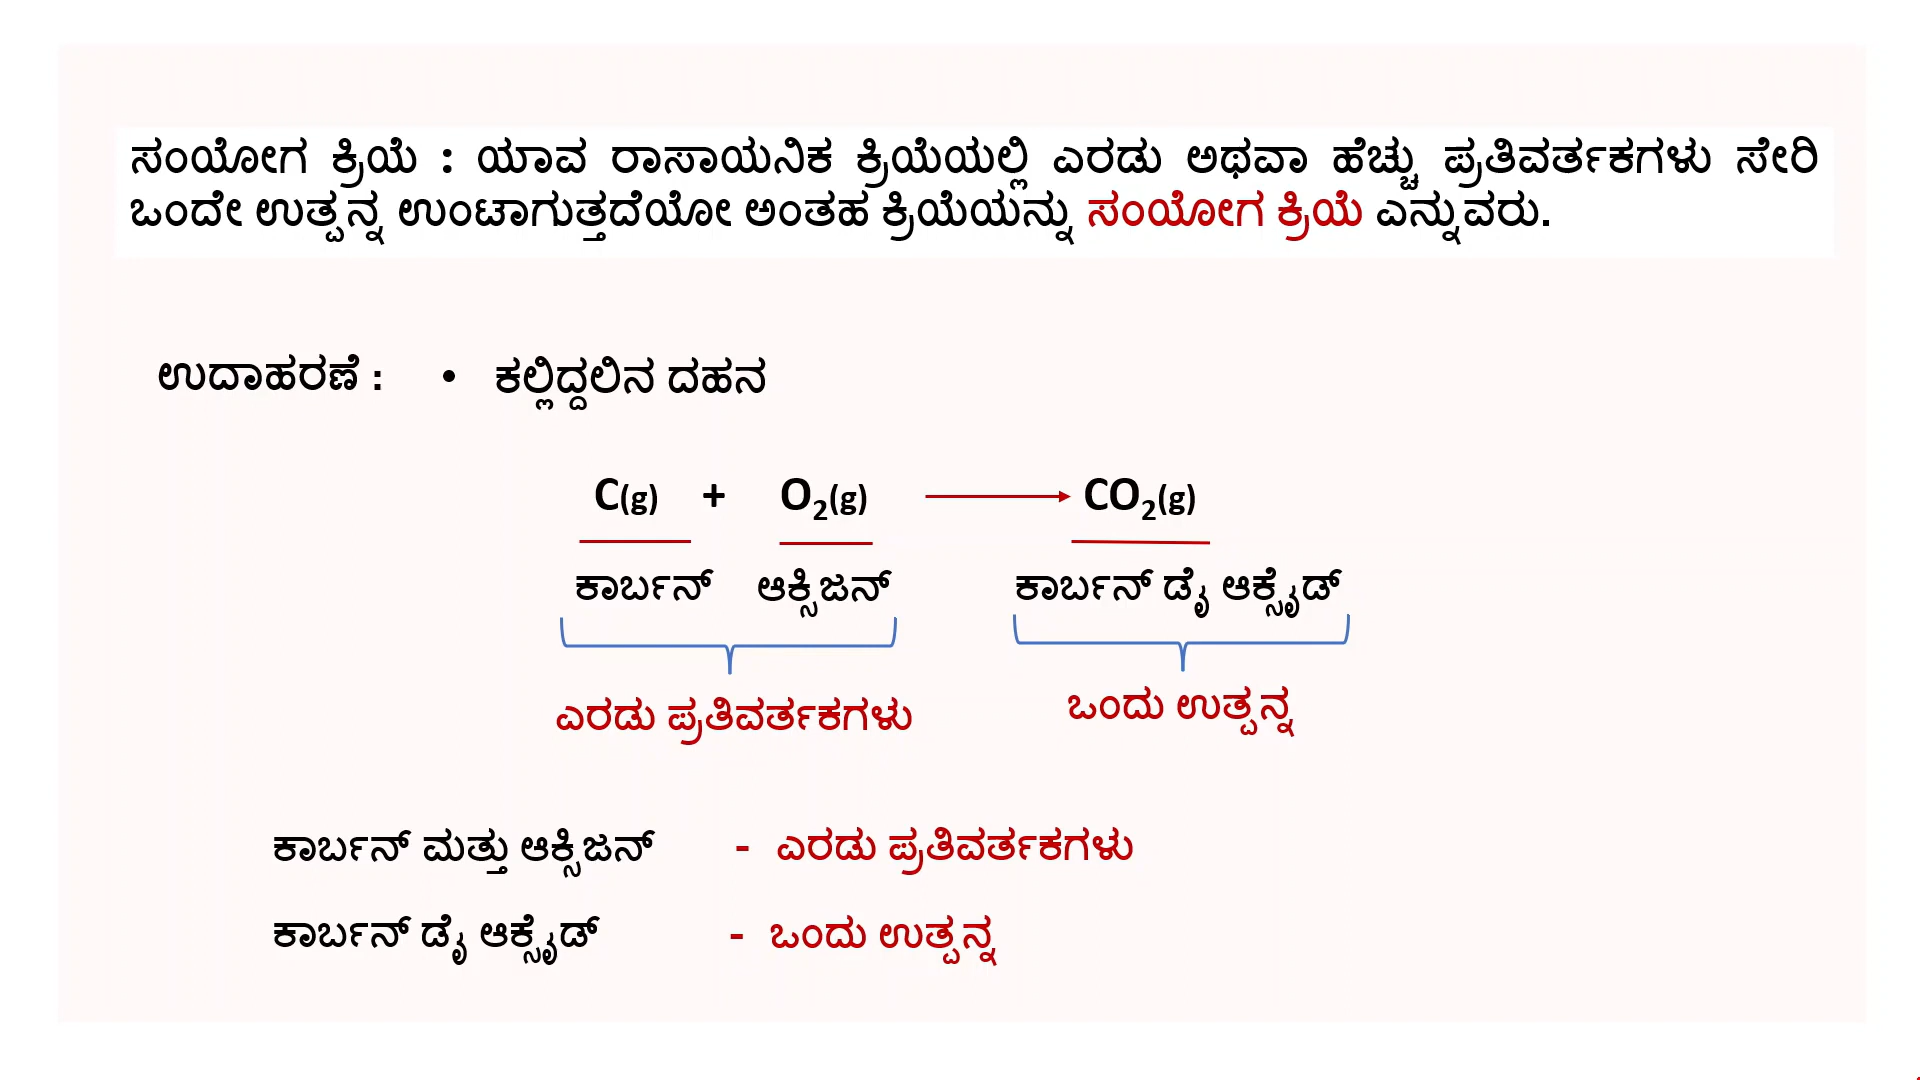 ಸಂಯೋಗ ಕ್ರಿಯೆ : ಯಾವ ರಾಸಾಯನಿಕ ಕ್ರಿಯೆಯಲ್ಲಿ ಎರಡು ಅಥವಾ ಹೆಚ್ಚು ಪ್ರತಿವರ್ತಕಗಳು ಸೇರಿ
ಒಂದೇ ಉತ್ಪನ್ನ ಉಂಟಾಗುತ್ತದೆಯೋ ಅಂತಹ ಕ್ರಿಯೆಯನ್ನು ಸಂಯೋಗ ಕ್ರಿಯೆ ಎನ್ನುವರು.
ಉದಾಹರಣೆ : • ಕಲ್ಲಿದ್ದಲಿನ ದಹನ
C(g) + O₂(g) → CO₂(g)
ಕಾರ್ಬನ್ ಆಕ್ಸಿಜನ್ ಕಾರ್ಬನ್ ಡೈ ಆಕ್ಸೈಡ್
ಎರಡು ಪ್ರತಿವರ್ತಕಗಳು ಒಂದು ಉತ್ಪನ್ನ
ಕಾರ್ಬನ್ ಮತ್ತು ಆಕ್ಸಿಜನ್ - ಎರಡು ಪ್ರತಿವರ್ತಕಗಳು
ಕಾರ್ಬನ್ ಡೈ ಆಕ್ಸೈಡ್ - ಒಂದು ಉತ್ಪನ್ನ